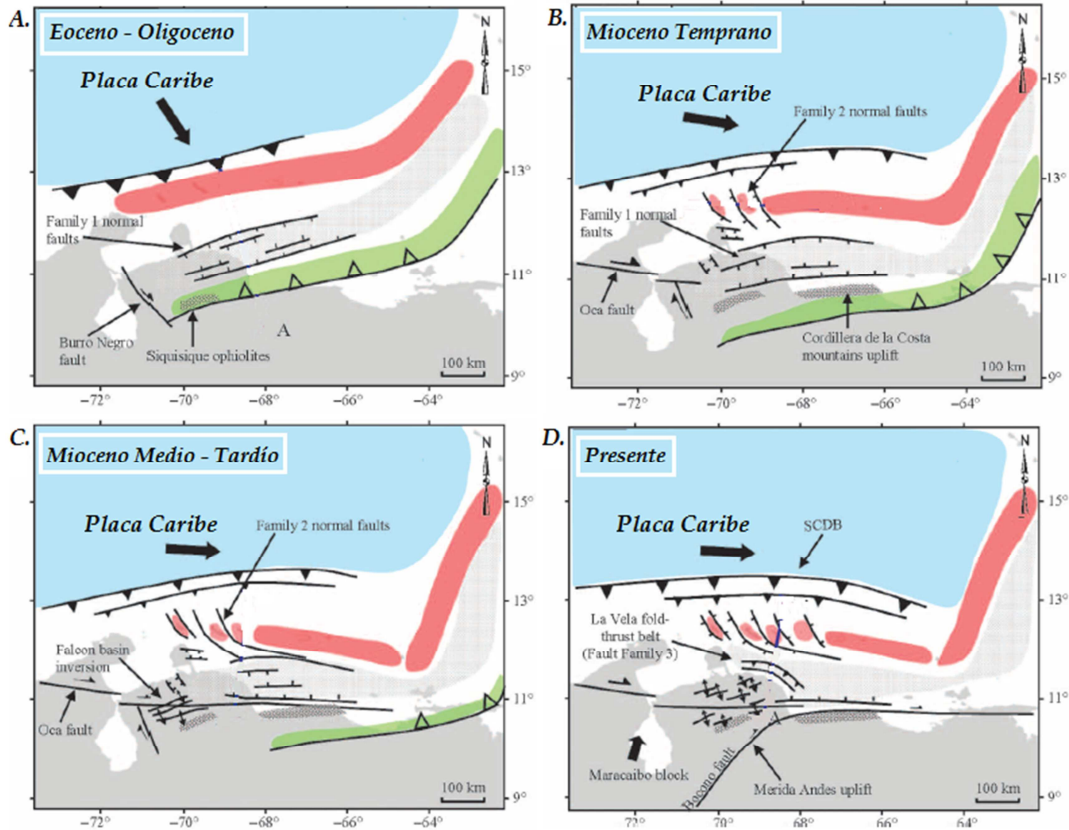 A.
Eoceno - Oligoceno
Placa Caribe
N
15°
13°
11°
9°
Family 1 normal
faults
Burro Negro
fault
Siquisique ophiolites
A
100 km
−72°
−70°
−68°
−66°
−64°
B.
Mioceno Temprano
Placa Caribe
N
Family 2 normal faults
15°
13°
11°
9°
Family 1 normal
faults
Oca fault
Cordillera de la Costa
mountains uplift
100 km
−72°
−70°
−68°
−66°
−64°
C.
Mioceno Medio - Tardío
Placa Caribe
N
Family 2 normal faults
15°
13°
11°
9°
Falcon basin
inversion
Oca fault
100 km
−72°
−70°
−68°
−66°
−64°
D.
Presente
Placa Caribe
SCDB
N
15°
13°
11°
9°
La Vela fold-
thrust belt
(Fault Family 3)
Maracaibo block
Bocono fault
Merida Andes uplift
100 km
−72°
−70°
−68°
−66°
−64°